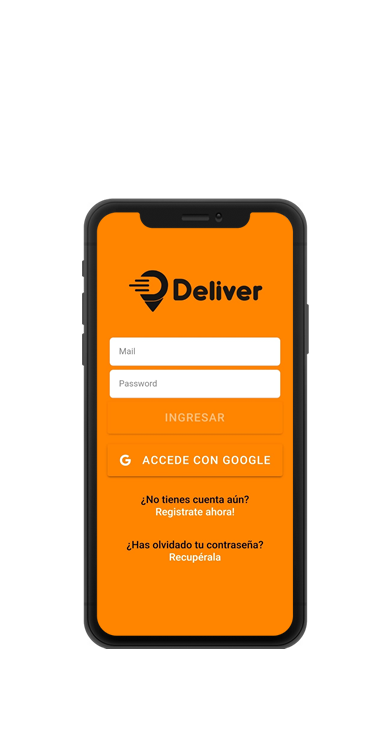 Deliver
Mail
Password
INGRESAR
ACCEDE CON GOOGLE
¿No tienes cuenta aún?
Registrate ahora!
¿Has olvidado tu contraseña?
Recupérala